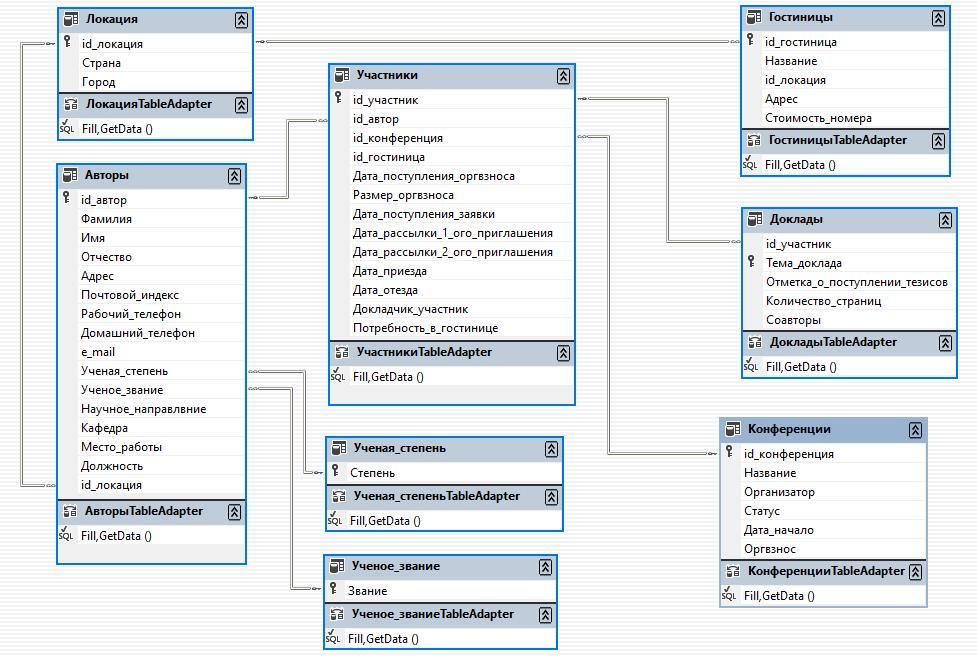 Локация
id_локация
Страна
Город
ЛокацияTableAdapter
SQL Fill,GetData ()
Авторы
id_автор
Фамилия
Имя
Отчество
Адрес
Почтовой_индекс
Рабочий_телефон
Домашний_телефон
e_mail
Ученая_степень
Ученое_звание
Научное_направлвние
Кафедра
Место_работы
Должность
id_локация
АвторыTableAdapter
SQL Fill,GetData ()
Участники
id_участник
id_автор
id_конференция
id_гостиница
Дата_поступления_оргвзноса
Размер_оргвзноса
Дата_поступления_заявки
Дата_рассылки_1_ого_приглашения
Дата_рассылки_2_ого_приглашения
Дата_приезда
Дата_отезда
Докладчик_участник
Потребность_в_гостинице
УчастникиTableAdapter
SQL Fill,GetData ()
Ученая_степень
Степень
Ученая_степеньTableAdapter
SQL Fill,GetData ()
Ученое_звание
Звание
Ученое_званиеTableAdapter
SQL Fill,GetData ()
Гостиницы
id_гостиница
Название
id_локация
Адрес
Стоимость_номера
ГостиницыTableAdapter
SQL Fill,GetData ()
Доклады
id_участник
Тема_доклада
Отметка_о_поступлении_тезисов
Количество_страниц
Соавторы
ДокладыTableAdapter
SQL Fill,GetData ()
Конференции
id_конференция
Название
Организатор
Статус
Дата_начало
Оргвзнос
КонференцииTableAdapter
SQL Fill,GetData ()